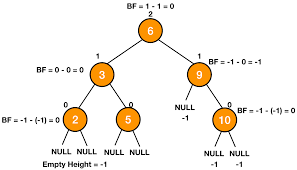 BF = 1 - 1 = 0
2
6
1
1
BF = 0 - 0 = 0
3
9
BF = -1 - 0 = -1
0
0
NULL
-1
0
BF = -1 - (-1) = 0
2
5
10
BF = -1 - (-1) = 0
NULL NULL NULL NULL
NULL NULL
Empty Height = -1
-1 -1